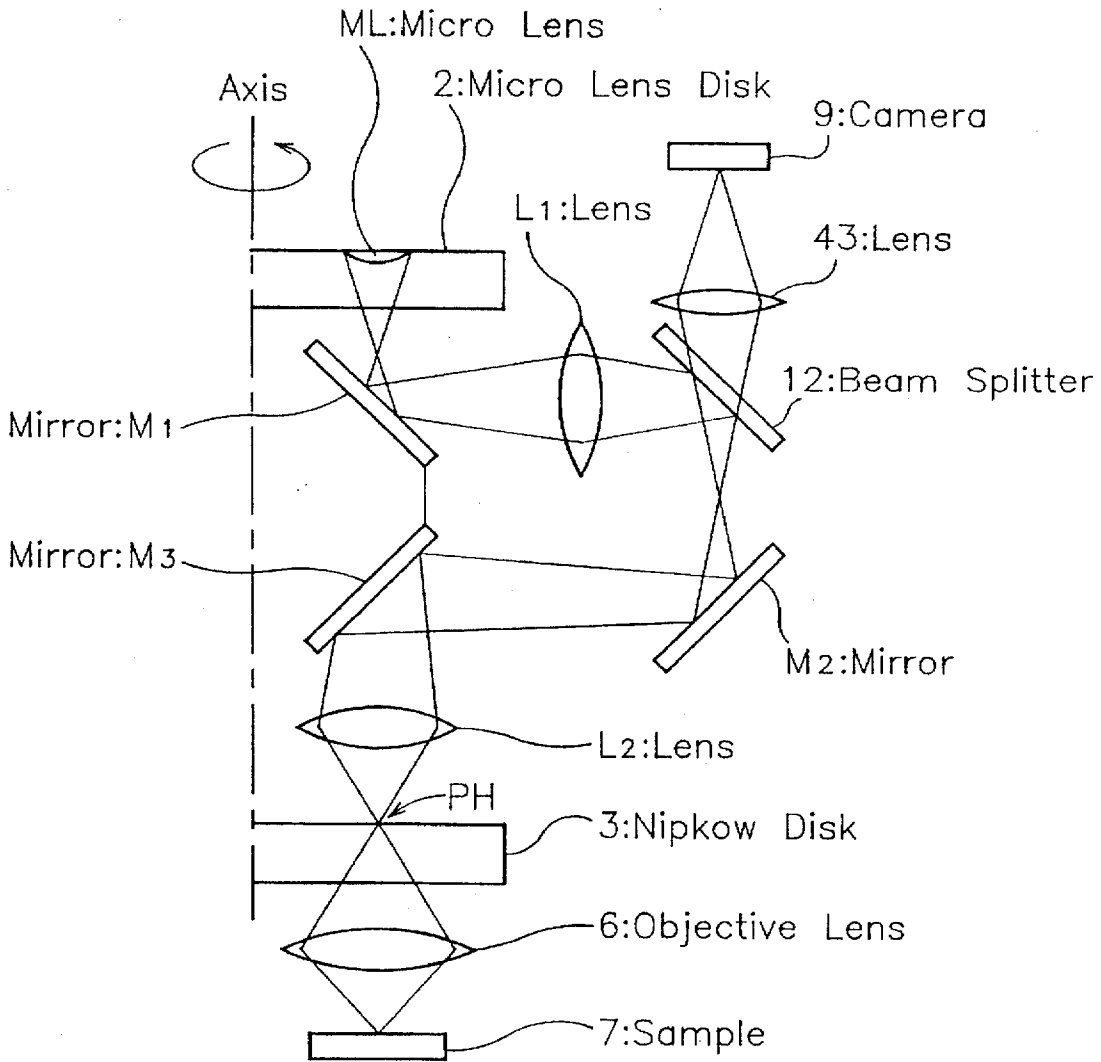 ML:Micro Lens
2:Micro Lens Disk
Axis
9:Camera
L1:Lens
43:Lens
12:Beam Splitter
Mirror:M1
Mirror:M3
M2:Mirror
L2:Lens
PH
3:Nipkow Disk
6:Objective Lens
7:Sample